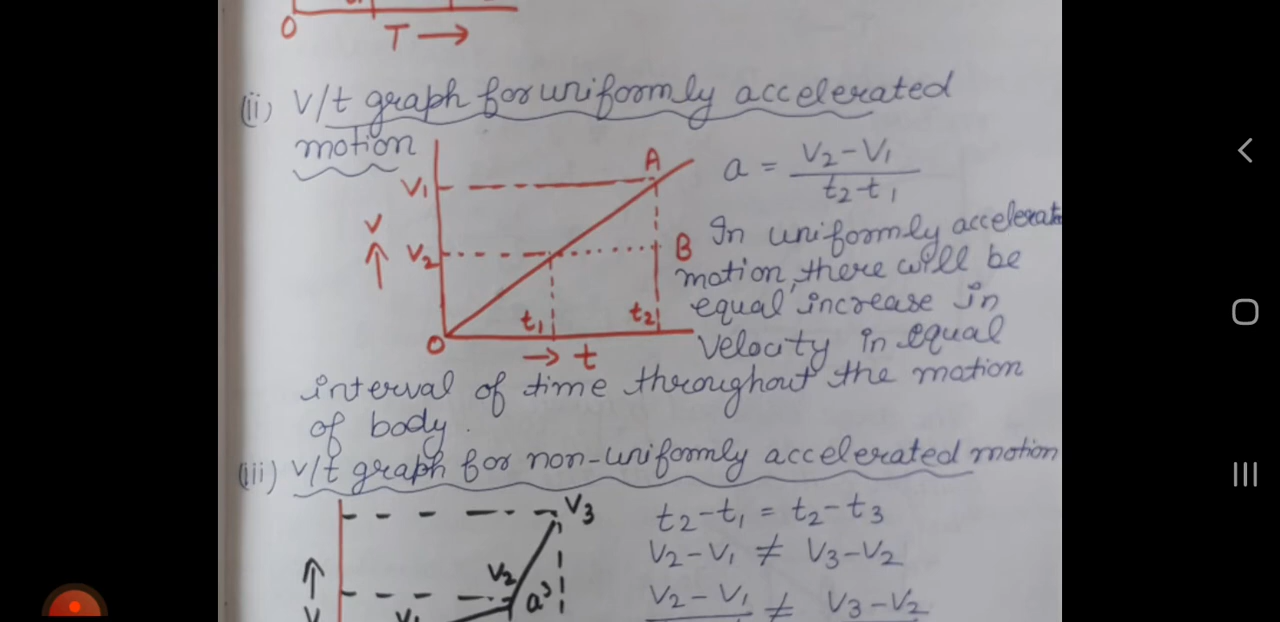 O
T →
(ii) V/t graph for uniformly accelerated
motion
A
V₁
V
↑
V₂
B
O
t₁
t₂
→ t
a = V₂-V₁ / t₂-t₁
In uniformly accelerat
motion, there will be
equal increase in
velocity in equal
interval of time throughout the motion
of body.
(iii) V/t graph for non-uniformly accelerated motion
V₃
V₂
a³
↑
t₂-t₁ = t₂-t₃
V₂-V₁ ≠ V₃-V₂
V₂-V₁ ≠ V₃-V₂